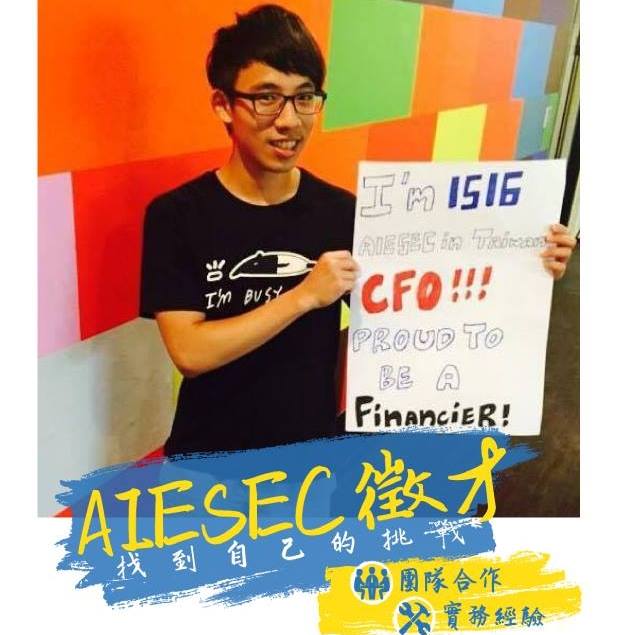 I'm 1516
AIESEC in Taiwan
CFO!!!
PROUD TO
BE A
FINANCIER!
I'M BUSY
AIESEC徵才
找到自己的挑戰
團隊合作
實務經驗